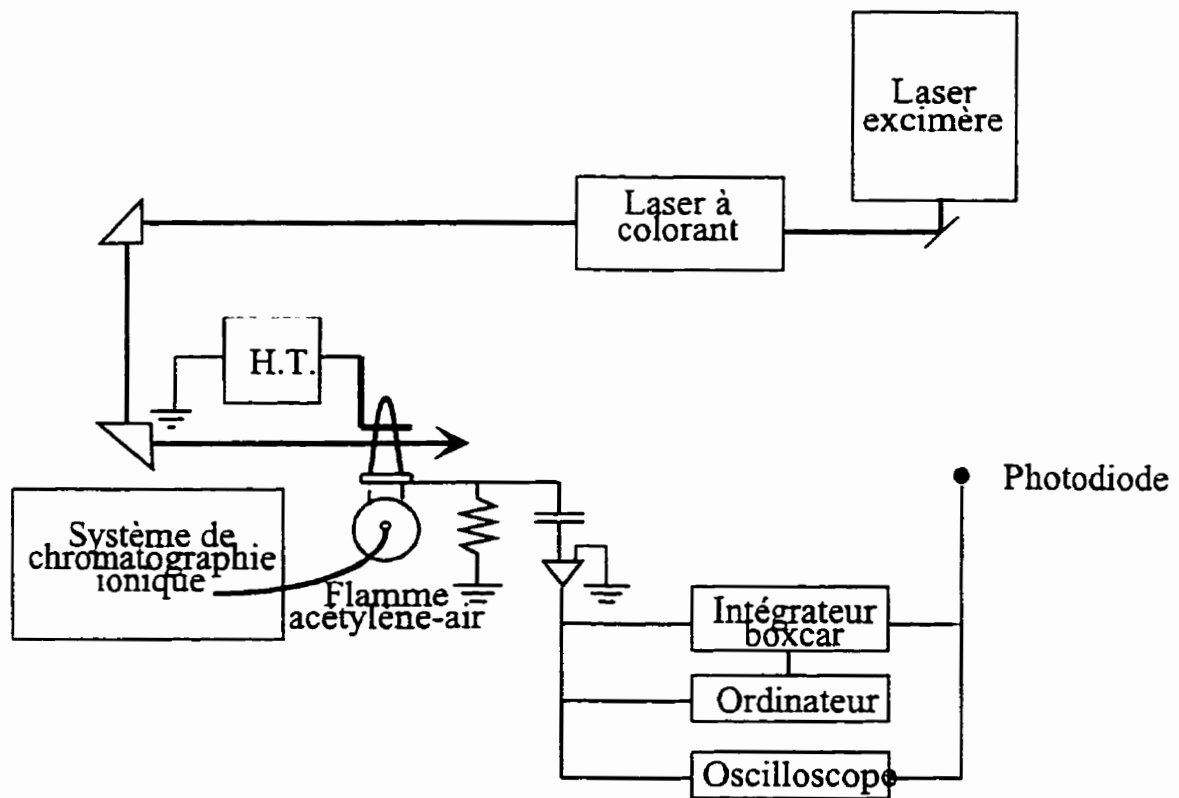 Laser
excimère
Laser à
colorant
H.T.
Photodiode
Système de
chromatographie
ionique
Flamme
acétylène-air
Intégrateur
boxcar
Ordinateur
Oscilloscope